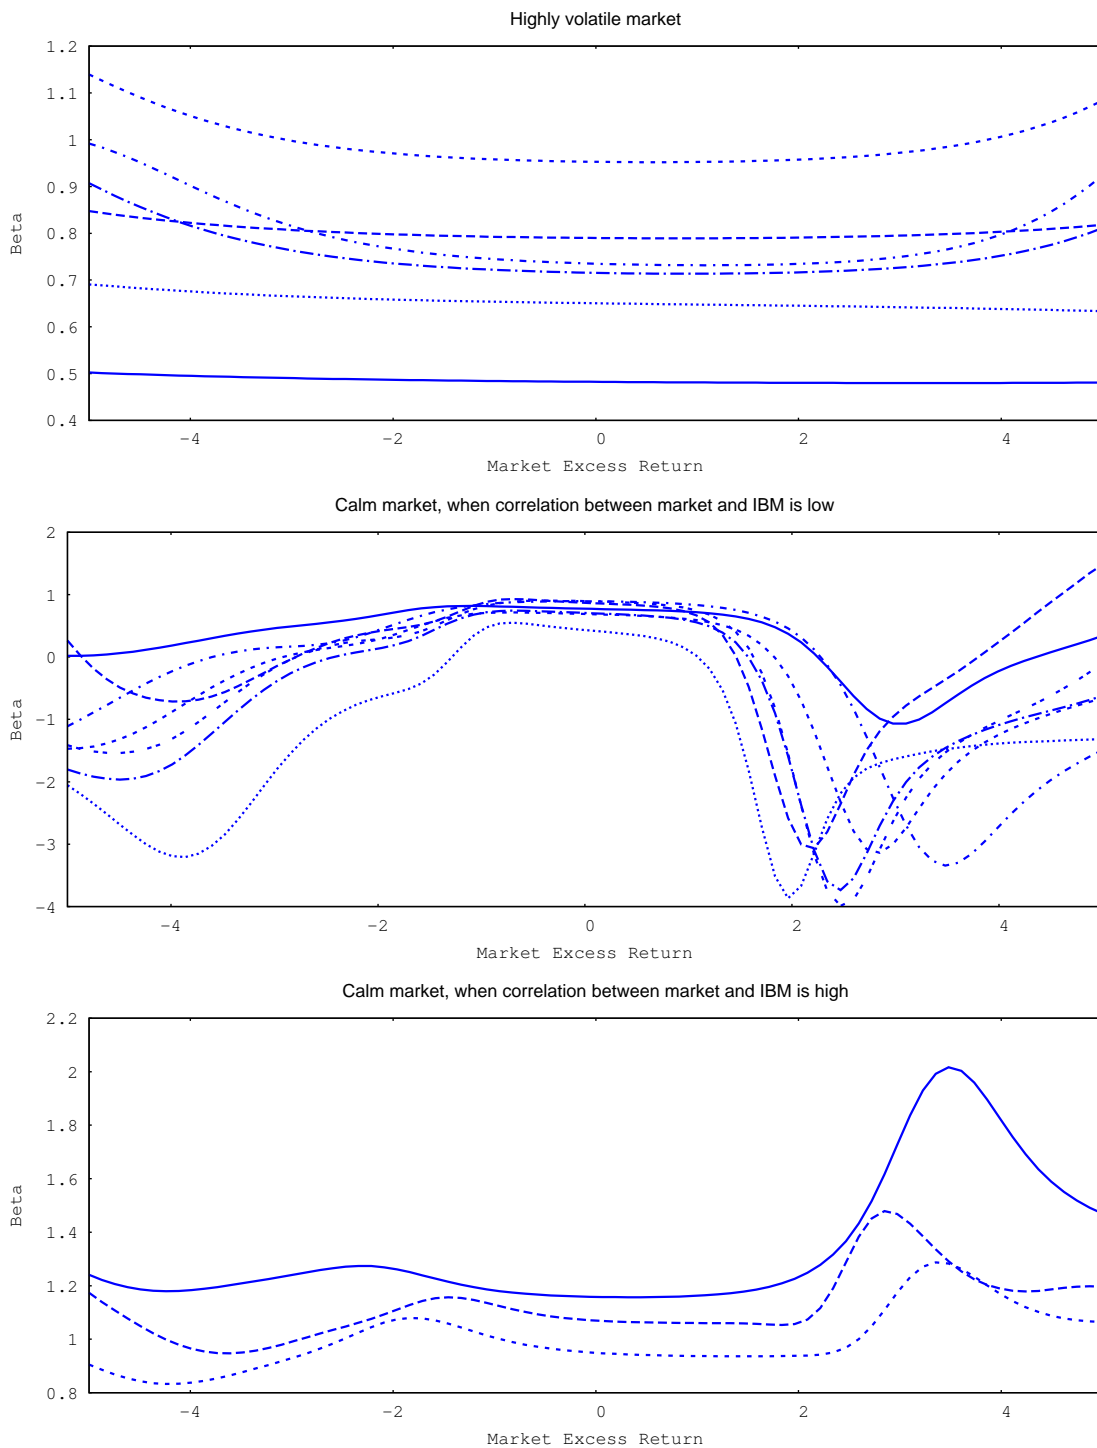 Highly volatile market
1.2
1.1
1
0.9
0.8
0.7
0.6
0.5
0.4
Beta
-4 -2 0 2 4
Market Excess Return
Calm market, when correlation between market and IBM is low
2
1
0
-1
-2
-3
-4
Beta
-4 -2 0 2 4
Market Excess Return
Calm market, when correlation between market and IBM is high
2.2
2
1.8
1.6
1.4
1.2
1
0.8
Beta
-4 -2 0 2 4
Market Excess Return